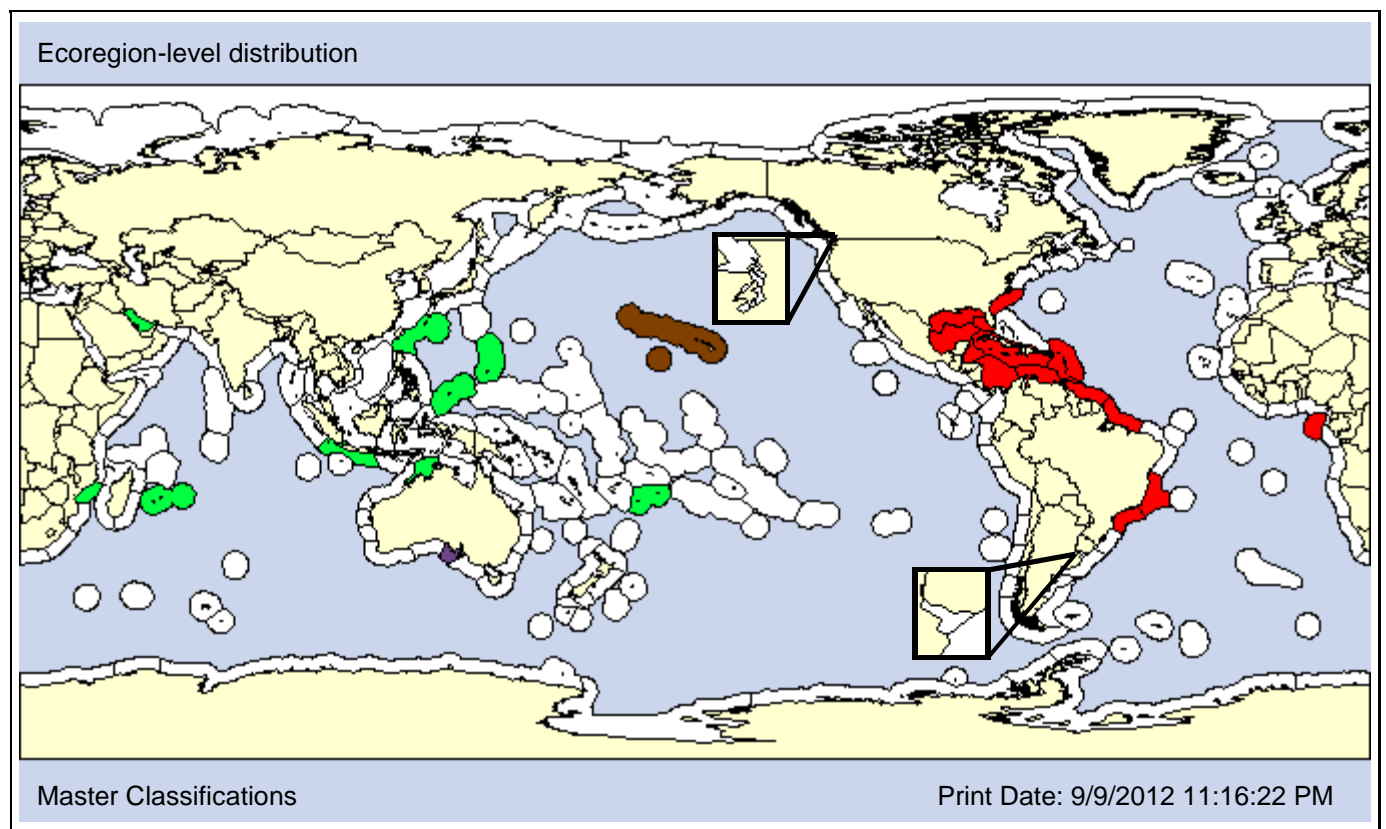 Ecoregion-level distribution
Master Classifications
Print Date: 9/9/2012 11:16:22 PM